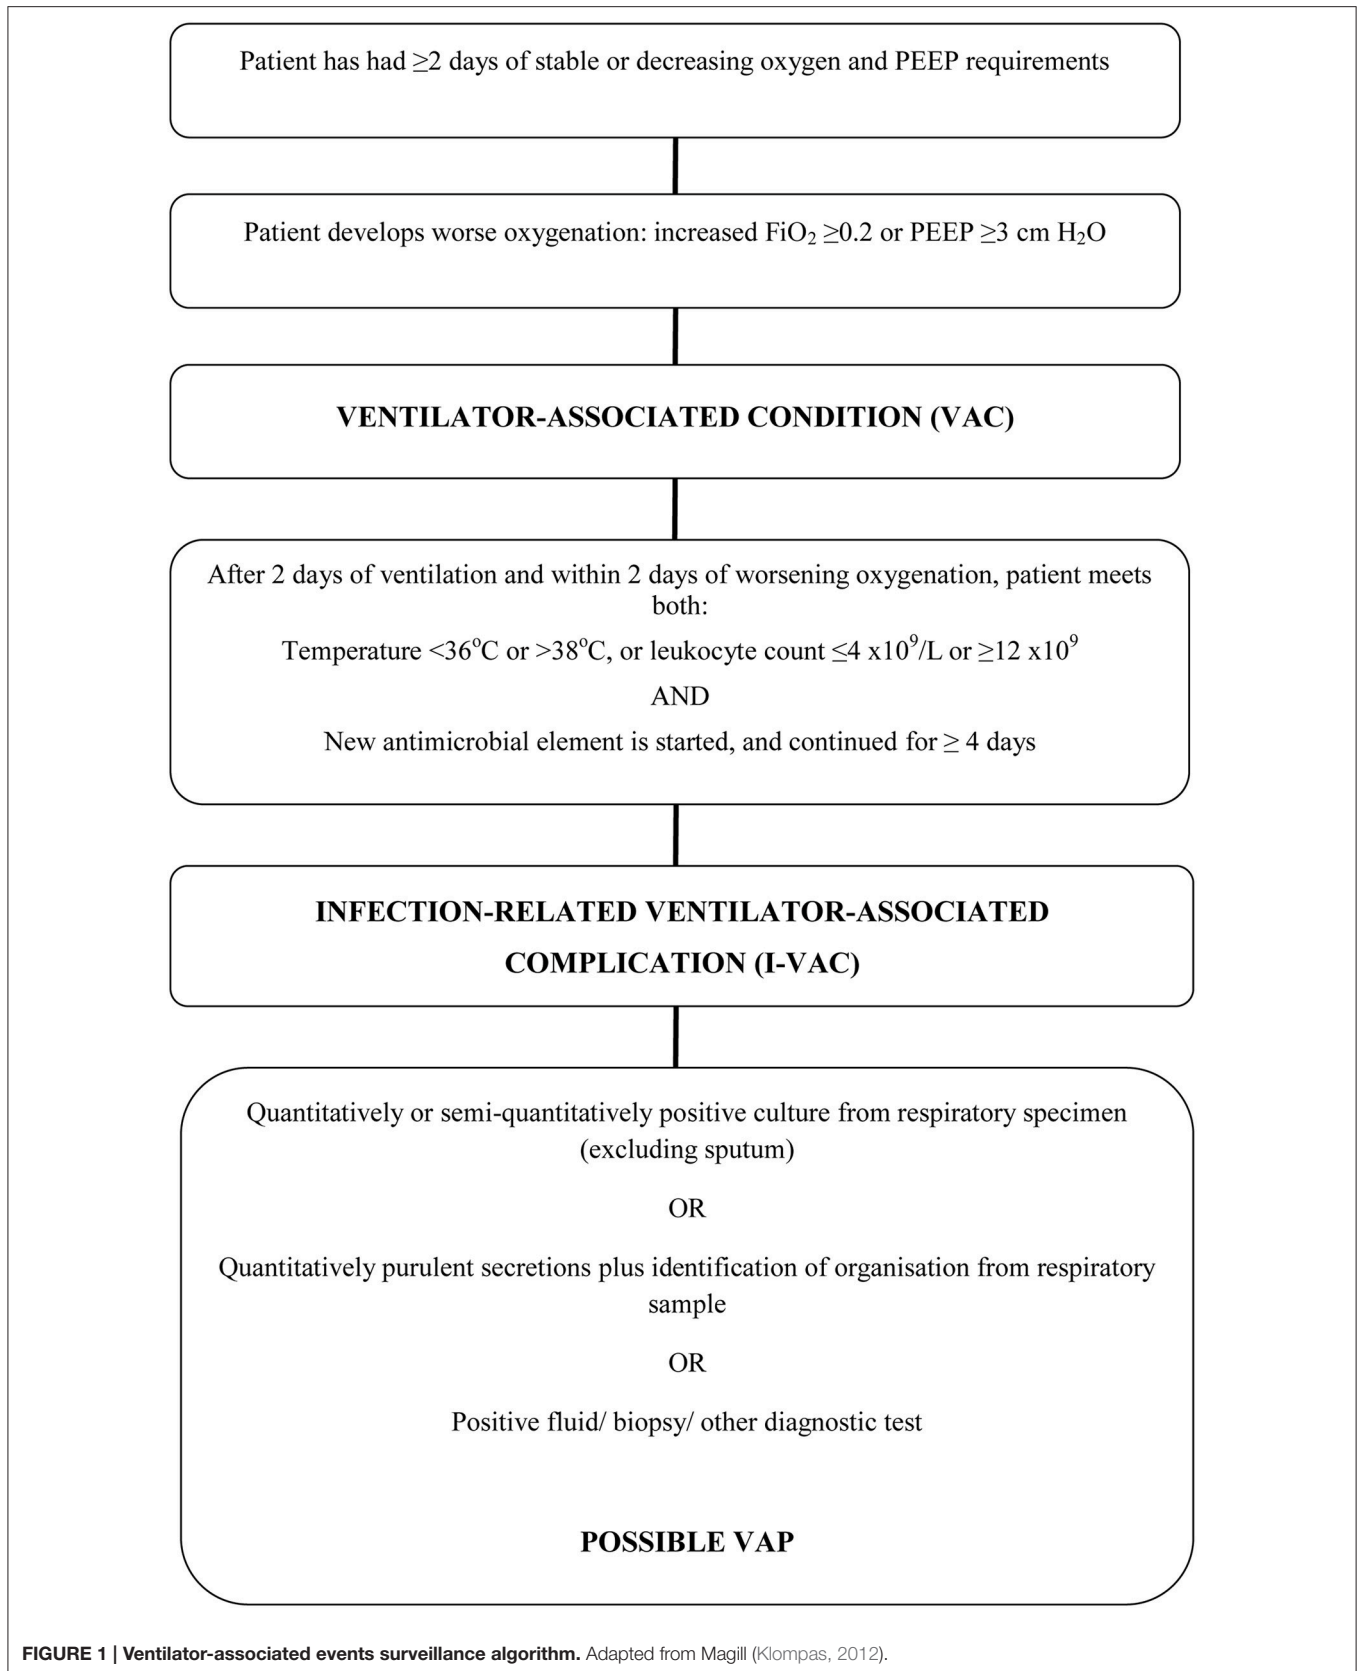 Patient has had ≥2 days of stable or decreasing oxygen and PEEP requirements
Patient develops worse oxygenation: increased FiO₂ ≥0.2 or PEEP ≥3 cm H₂O
VENTILATOR-ASSOCIATED CONDITION (VAC)
After 2 days of ventilation and within 2 days of worsening oxygenation, patient meets
both:
Temperature <36°C or >38°C, or leukocyte count ≤4 x10⁹/L or ≥12 x10⁹
AND
New antimicrobial element is started, and continued for ≥ 4 days
INFECTION-RELATED VENTILATOR-ASSOCIATED
COMPLICATION (I-VAC)
Quantitatively or semi-quantitatively positive culture from respiratory specimen
(excluding sputum)
OR
Quantitatively purulent secretions plus identification of organisation from respiratory
sample
OR
Positive fluid/ biopsy/ other diagnostic test
POSSIBLE VAP
FIGURE 1 | Ventilator-associated events surveillance algorithm. Adapted from Magill (Klompas, 2012).